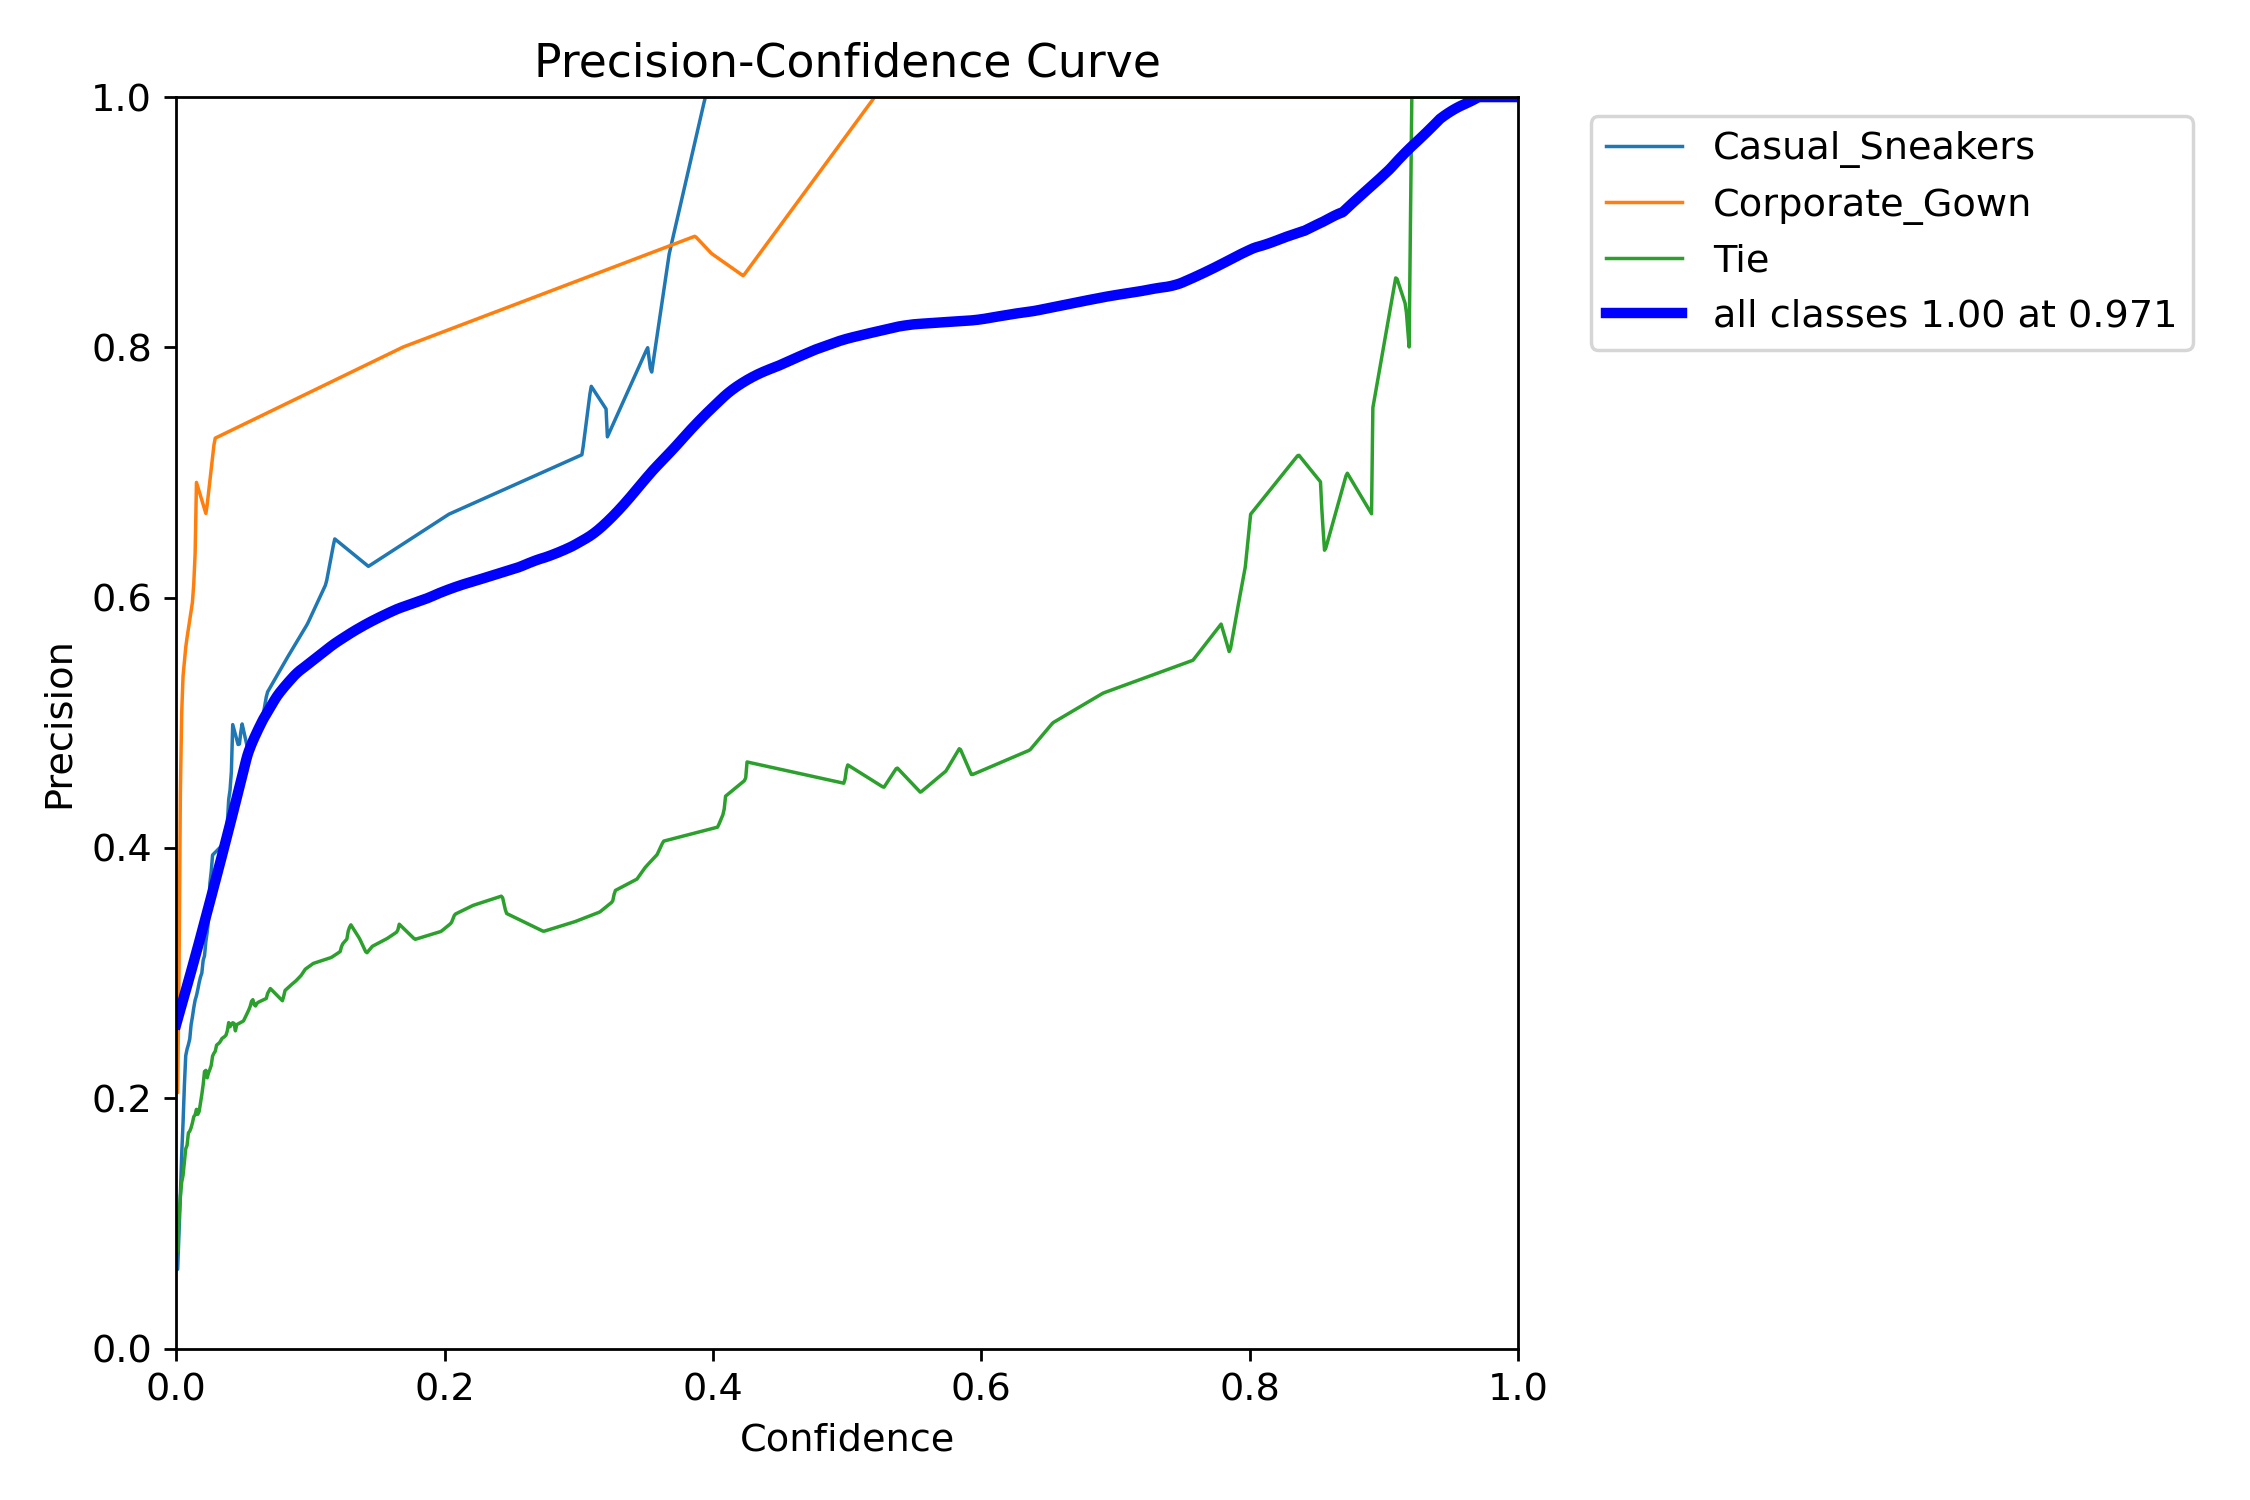 Precision-Confidence Curve
1.0
0.8
0.6
0.4
0.2
0.0
Precision
0.0 0.2 0.4 0.6 0.8 1.0
Confidence
Casual_Sneakers
Corporate_Gown
Tie
all classes 1.00 at 0.971